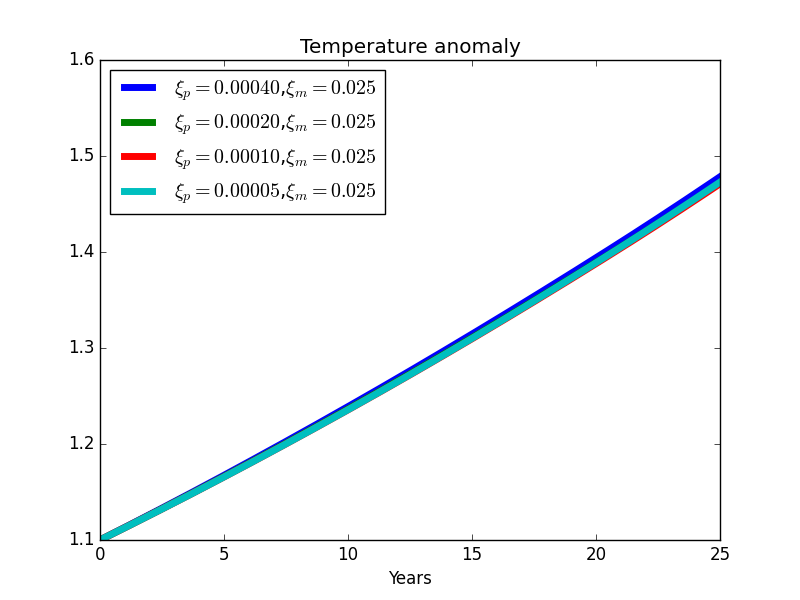 Temperature anomaly
1.6
1.5
1.4
1.3
1.2
1.1
ξₚ = 0.00040,ξₘ = 0.025
ξₚ = 0.00020,ξₘ = 0.025
ξₚ = 0.00010,ξₘ = 0.025
ξₚ = 0.00005,ξₘ = 0.025
0 5 10 15 20 25
Years